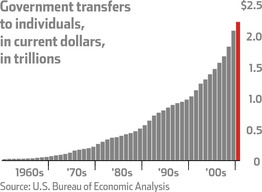 Government transfers
to individuals,
in current dollars,
in trillions
$2.5
2.0
1.5
1.0
0.5
0
1960s '70s '80s '90s '00s
Source: U.S. Bureau of Economic Analysis